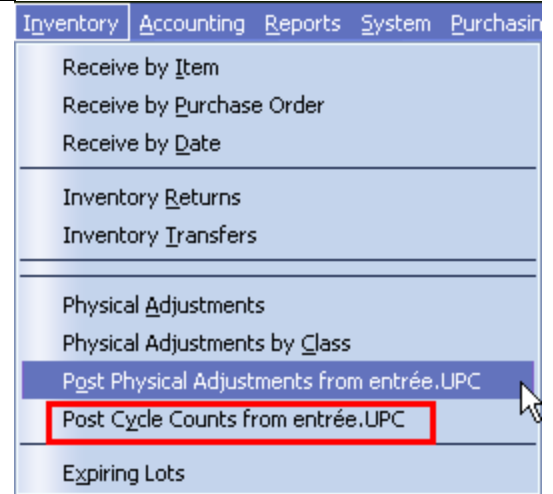 Inventory Accounting Reports System Purchasin
Receive by Item
Receive by Purchase Order
Receive by Date
Inventory Returns
Inventory Transfers
Physical Adjustments
Physical Adjustments by Class
Post Physical Adjustments from entrée.UPC
Post Cycle Counts from entrée.UPC
Expiring Lots